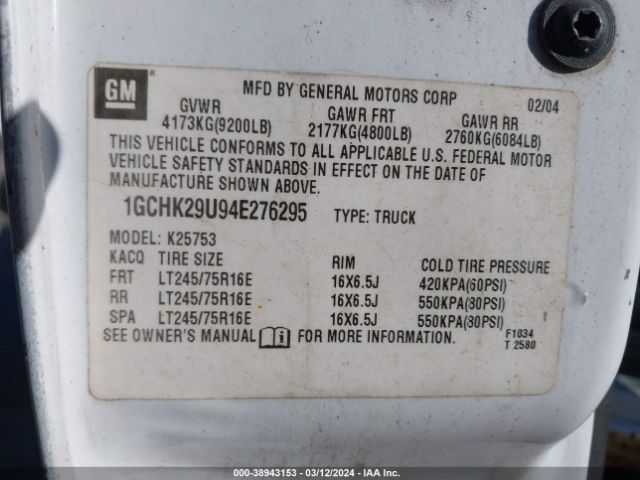 GM ®
MFD BY GENERAL MOTORS CORP 02/04
GVWR GAWR FRT GAWR RR
4173KG(9200LB) 2177KG(4800LB) 2760KG(6084LB)
THIS VEHICLE CONFORMS TO ALL APPLICABLE U.S. FEDERAL MOTOR
VEHICLE SAFETY STANDARDS IN EFFECT ON THE DATE OF
MANUFACTURE SHOWN ABOVE.
1GCHK29U94E276295 TYPE: TRUCK
MODEL: K25753
KACQ TIRE SIZE RIM COLD TIRE PRESSURE
FRT LT245/75R16E 16X6.5J 420KPA(60PSI)
RR LT245/75R16E 16X6.5J 550KPA(80PSI)
SPA LT245/75R16E 16X6.5J 550KPA(80PSI)
SEE OWNER'S MANUAL FOR MORE INFORMATION.
F1034
T 2580
000-38943153 - 03/12/2024 - IAA Inc.